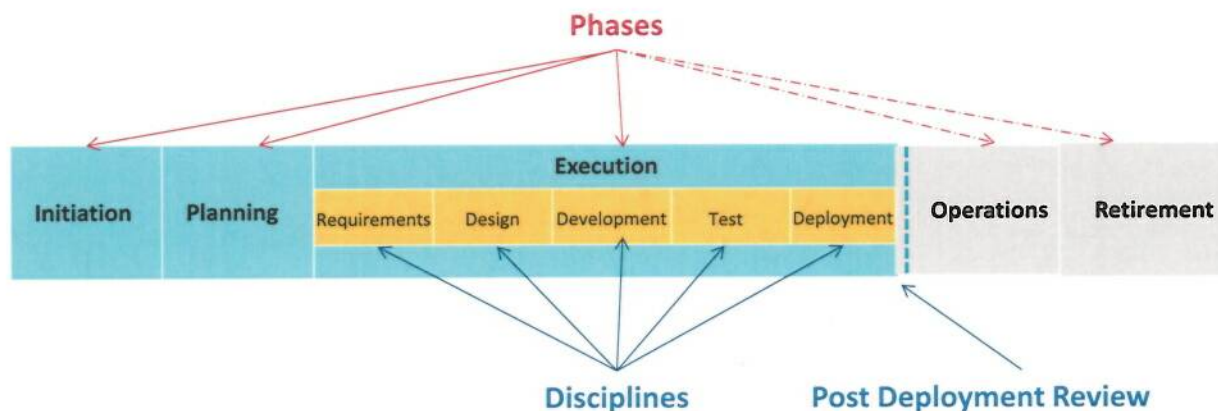 Phases
Execution
Initiation Planning Operations Retirement
Requirements Design Development Test Deployment
Disciplines Post Deployment Review